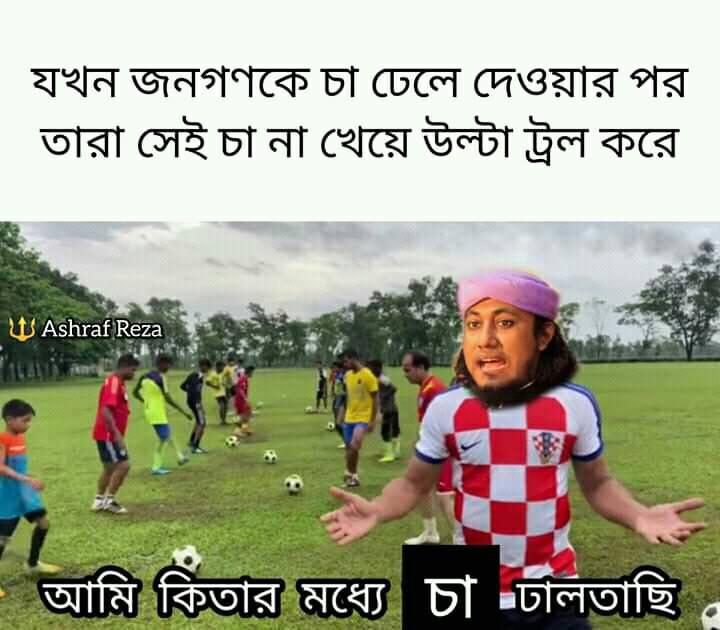 যখন জনগণকে চা ঢেলে দেওয়ার পর
তারা সেই চা না খেয়ে উল্টা ট্রল করে
Ashraf Reza
আমি কিতার মধ্যে চা ঢালতাছি